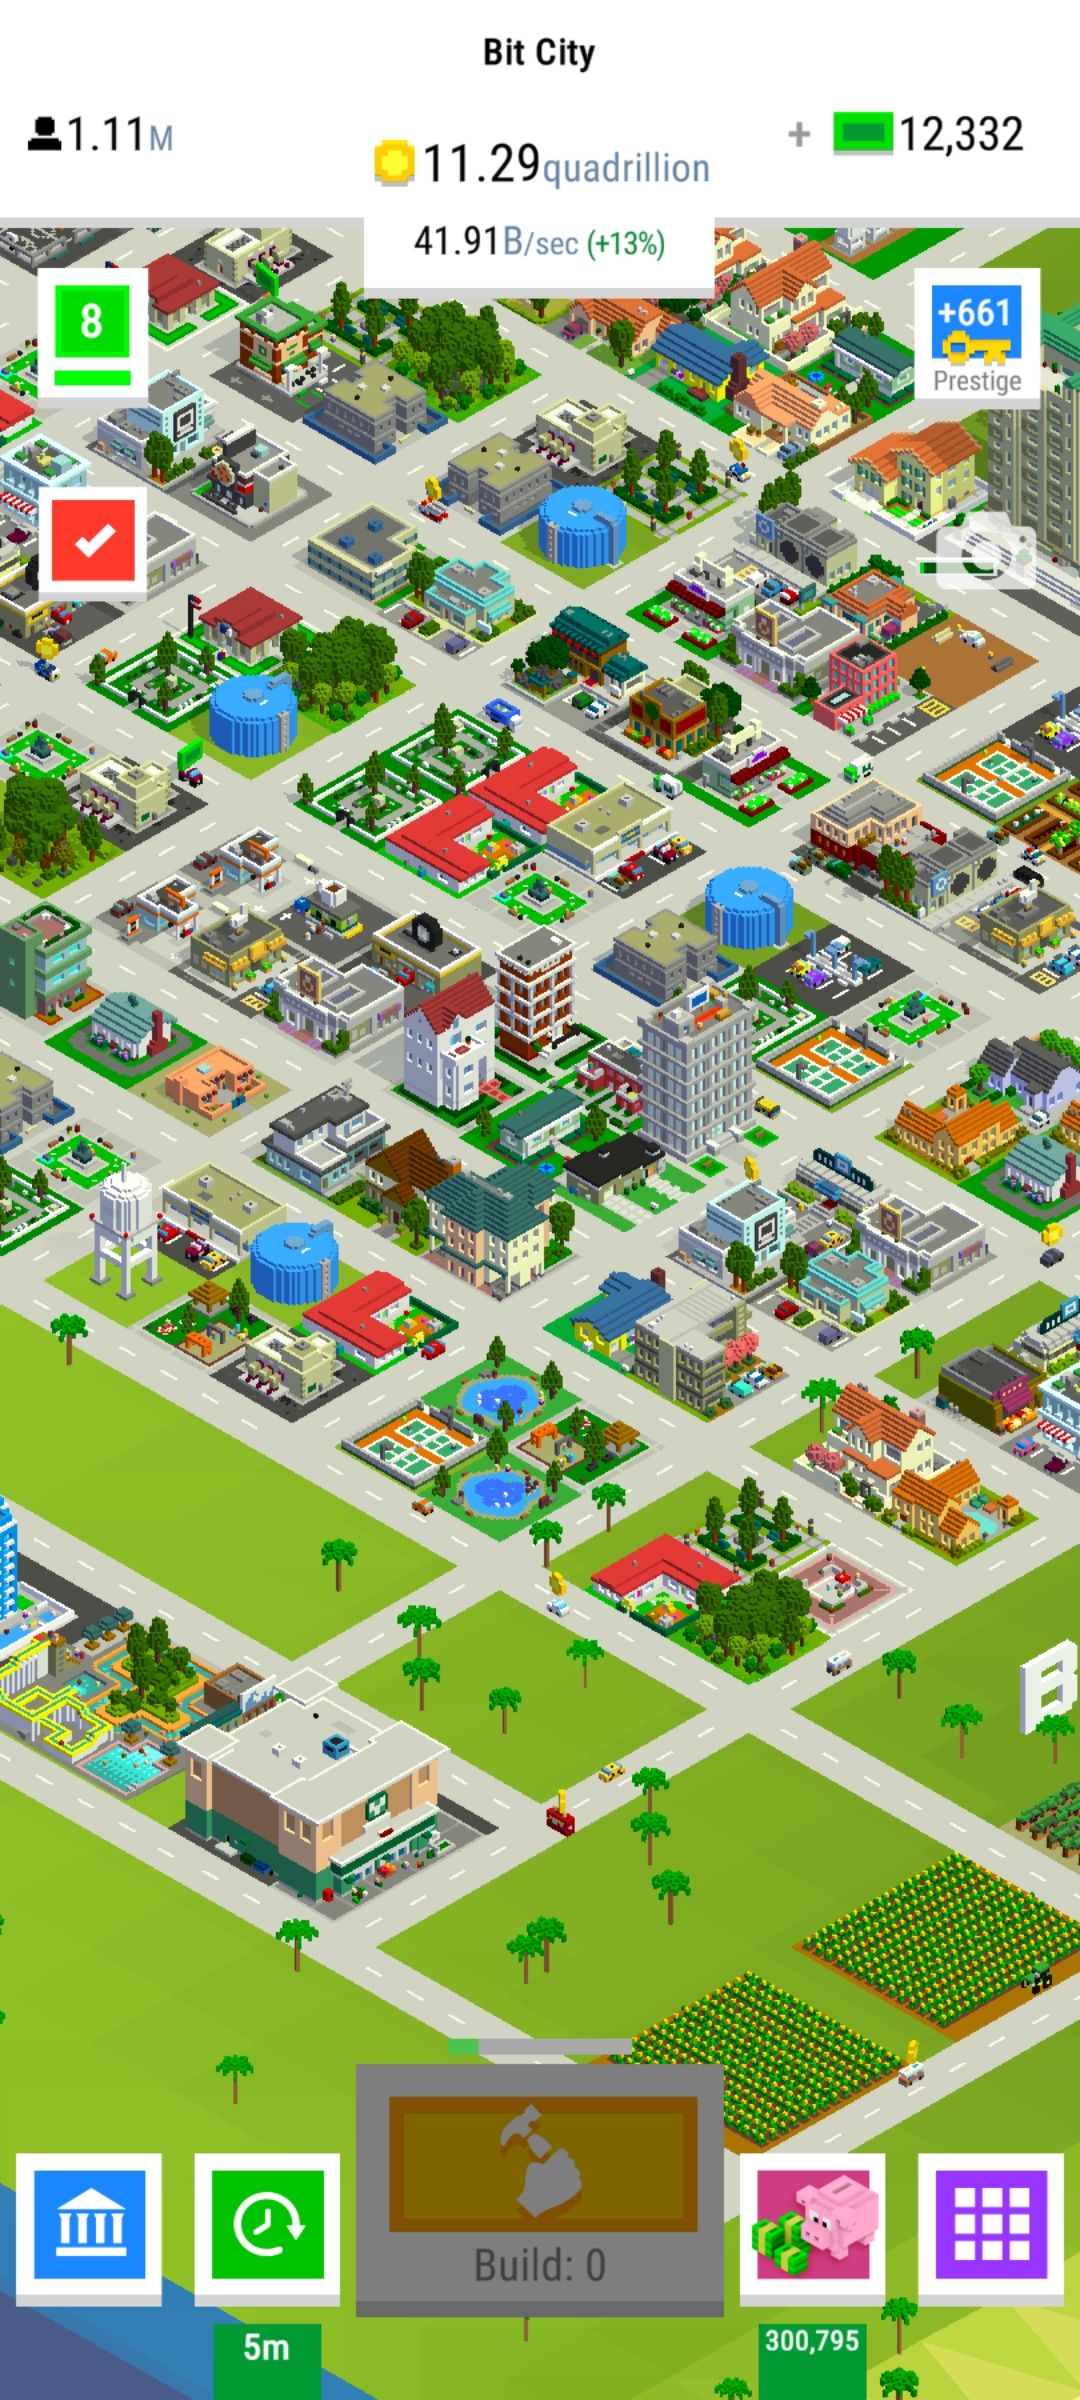 Bit City
1.11M
11.29quadrillion
+ 12,332
41.91B/sec (+13%)
8
+661
Prestige
B
Build: 0
5m
300,795